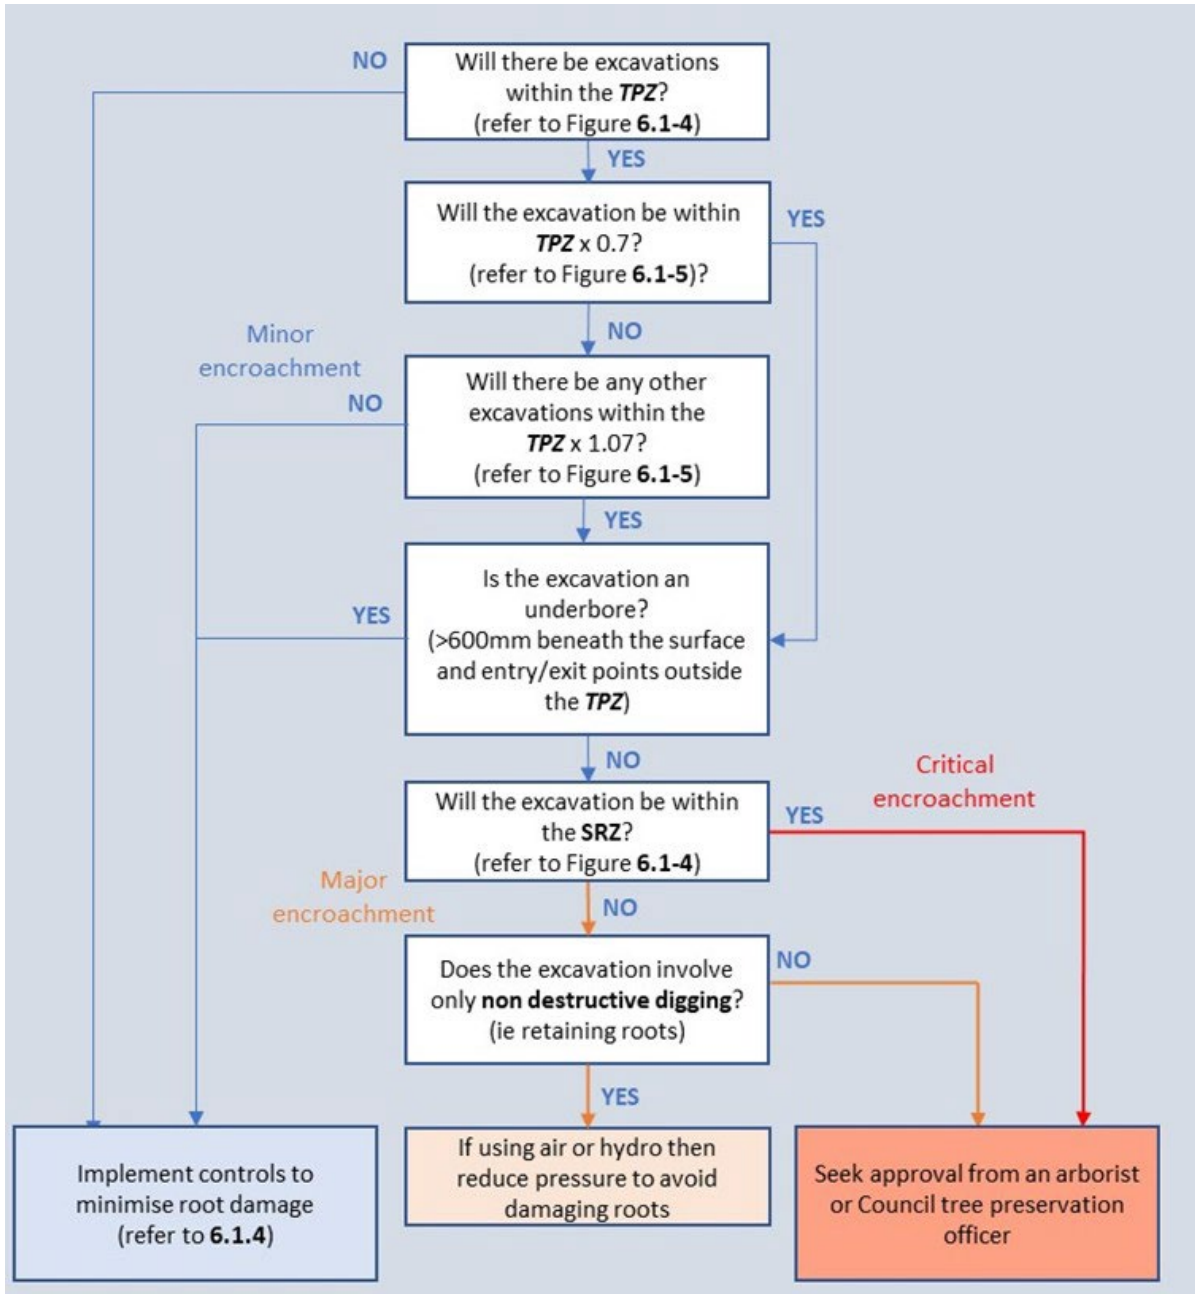 NO
Will there be excavations
within the TPZ?
(refer to Figure 6.1-4)
YES
Will the excavation be within
TPZ x 0.7?
(refer to Figure 6.1-5)?
YES
NO
Minor
encroachment
NO
Will there be any other
excavations within the
TPZ x 1.07?
(refer to Figure 6.1-5)
YES
YES
Is the excavation an
underbore?
(>600mm beneath the surface
and entry/exit points outside
the TPZ)
NO
Will the excavation be within
the SRZ?
(refer to Figure 6.1-4)
YES
Critical
encroachment
Major
encroachment
NO
Does the excavation involve
only non destructive digging?
(ie retaining roots)
NO
YES
Implement controls to
minimise root damage
(refer to 6.1.4)
If using air or hydro then
reduce pressure to avoid
damaging roots
Seek approval from an arborist
or Council tree preservation
officer